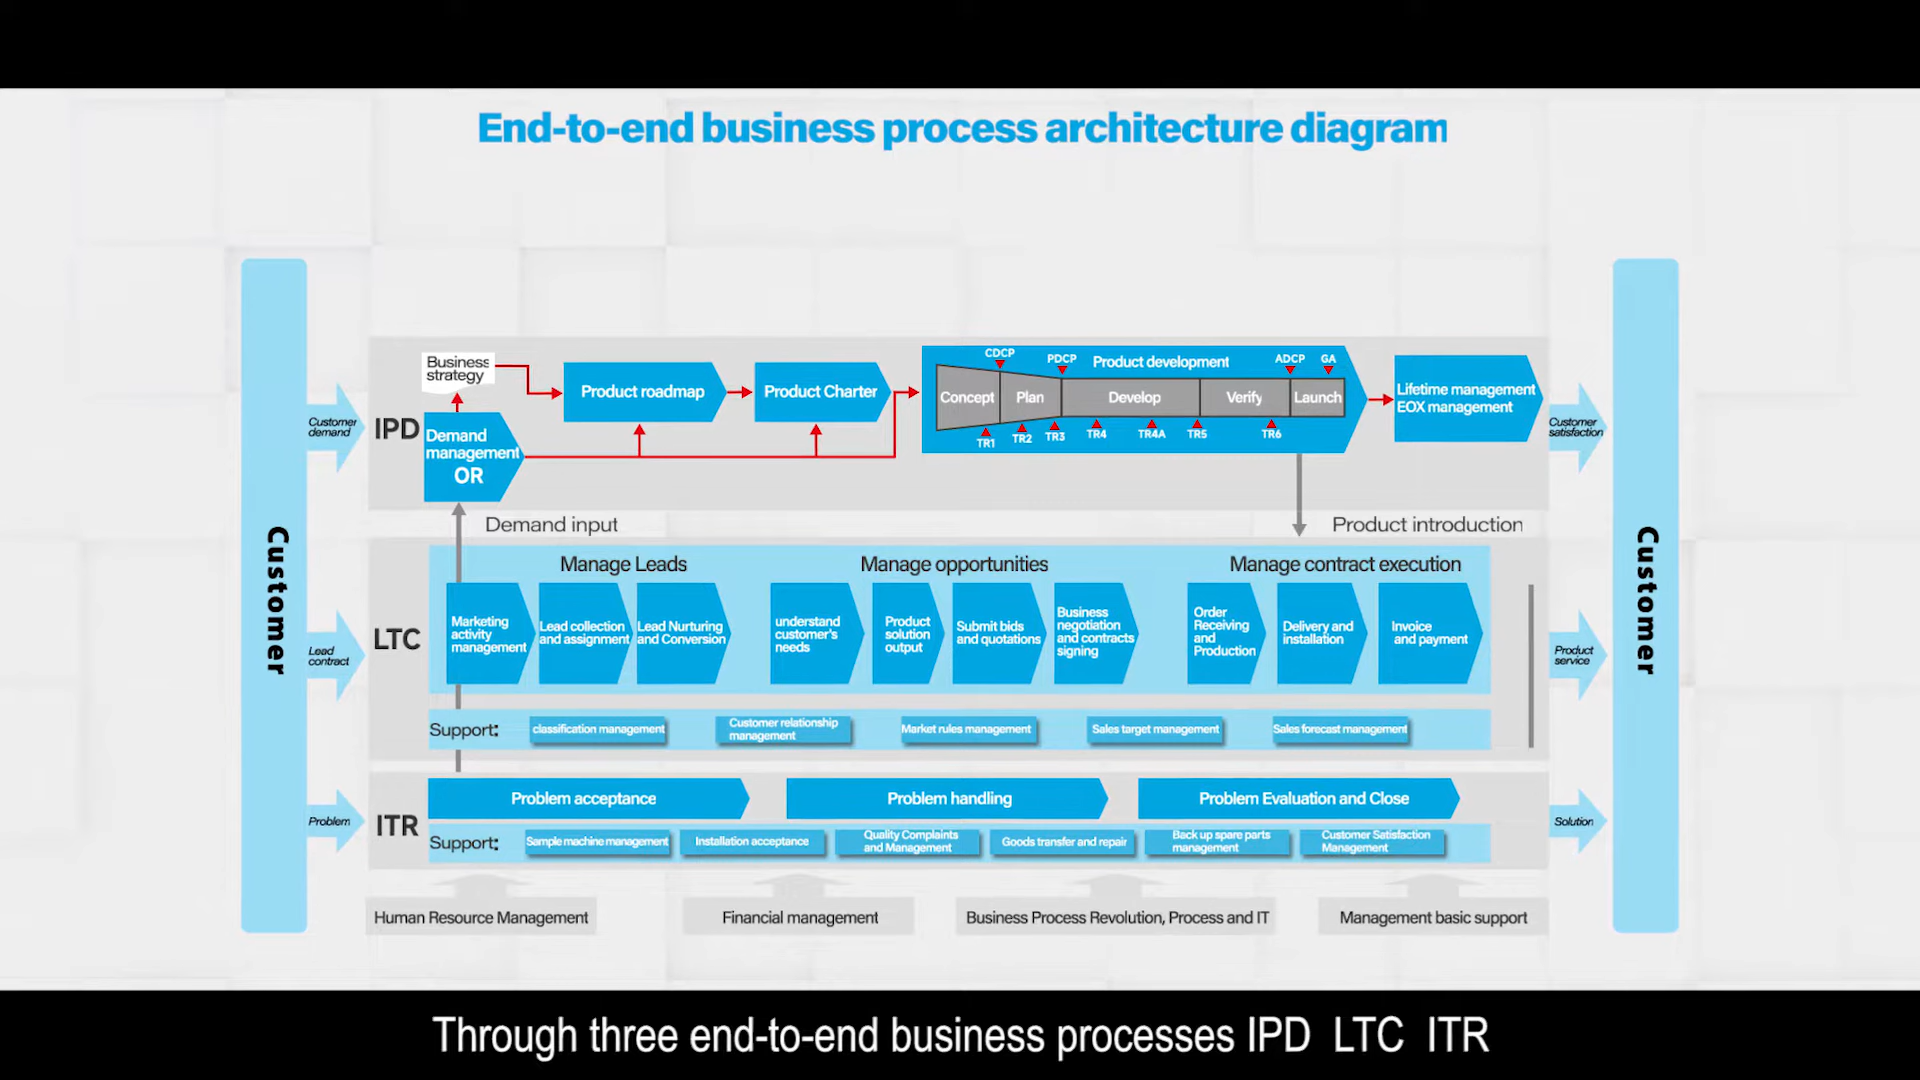 End-to-end business process architecture diagram
Customer
Customer
demand
IPD
Business
strategy
Demand
management
OR
Product roadmap
Product Charter
CDCP
PDCP
Product development
ADCP
GA
Concept
Plan
Develop
Verify
Launch
TR1
TR2
TR3
TR4
TR4A
TR5
TR6
Lifetime management
EOX management
Customer
satisfaction
Customer
Demand input
Product introduction
Lead
contract
LTC
Manage Leads
Manage opportunities
Manage contract execution
Marketing
activity
management
Lead collection
and assignment
Lead Nurturing
and Conversion
understand
customer's
needs
Product
solution
output
Submit bids
and quotations
Business
negotiation
and contracts
signing
Order
Receiving
and
Production
Delivery and
installation
Invoice
and payment
Product
service
Support:
classification management
Customer relationship
management
Market rules management
Sales target management
Sales forecast management
Problem
ITR
Problem acceptance
Problem handling
Problem Evaluation and Close
Solution
Support:
Sample machine management
Installation acceptance
Quality Complaints
and Management
Goods transfer and repair
Back up spare parts
management
Customer Satisfaction
Management
Human Resource Management
Financial management
Business Process Revolution, Process and IT
Management basic support
Through three end-to-end business processes IPD LTC ITR